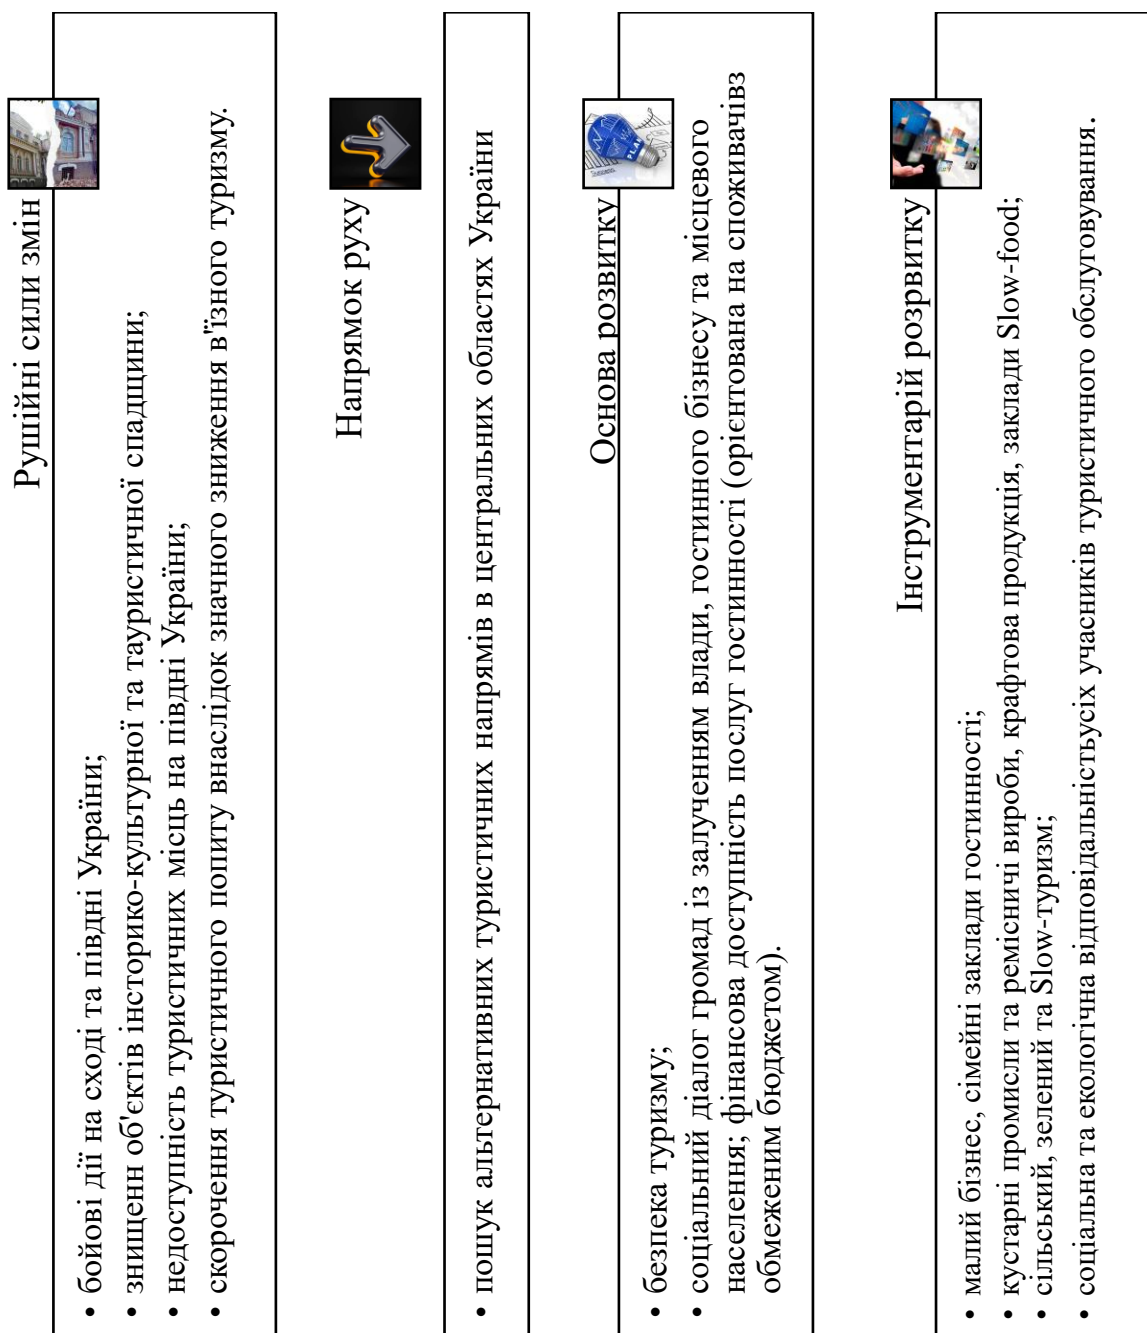 Рушійні сили змін
• бойові дії на сході та півдні України;
• знищенн об'єктів інсторико-культурної та тауристичної спадщини;
• недоступність туристичних місць на півдні України;
• скорочення туристичного попиту внаслідок значного зниження в'їзного туризму.
Напрямок руху
• пошук альтернативних туристичних напрямів в центральних областях України
Основа розвитку
• безпека туризму;
• соціальний діалог громад із залученням влади, гостинного бізнесу та місцевого
населення; фінансова доступність послуг гостинності (орієнтована на споживачівз
обмеженим бюджетом).
PLAN
Інструментарій розрвитку
• малий бізнес, сімейні заклади гостинності;
• кустарні промисли та ремісничі вироби, крафтова продукція, заклади Slow-food;
• сільський, зелений та Slow-туризм;
• соціальна та екологічна відповідальністьусіх учасників туристичного обслуговування.